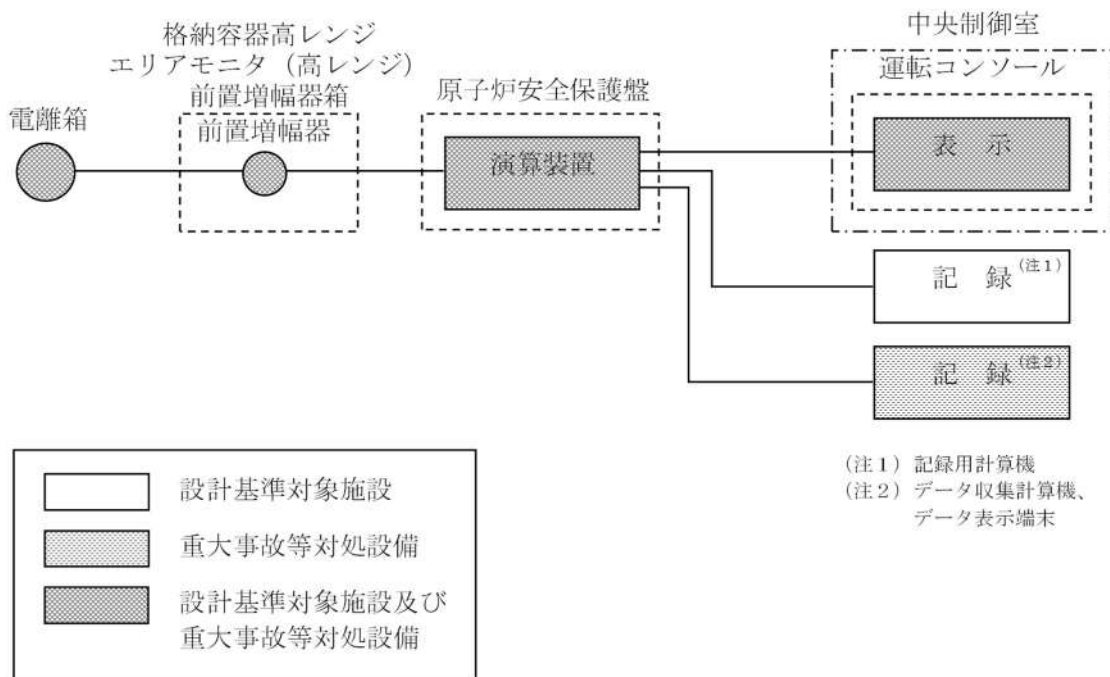 電離箱
格納容器高レンジ
エリアモニタ（高レンジ）
前置増幅器箱
前置増幅器
原子炉安全保護盤
演算装置
中央制御室
運転コンソール
表 示
記 録（注１）
記 録（注２）
（注１）記録用計算機
（注２）データ収集計算機、
データ表示端末
設計基準対象施設
重大事故等対処設備
設計基準対象施設及び
重大事故等対処設備